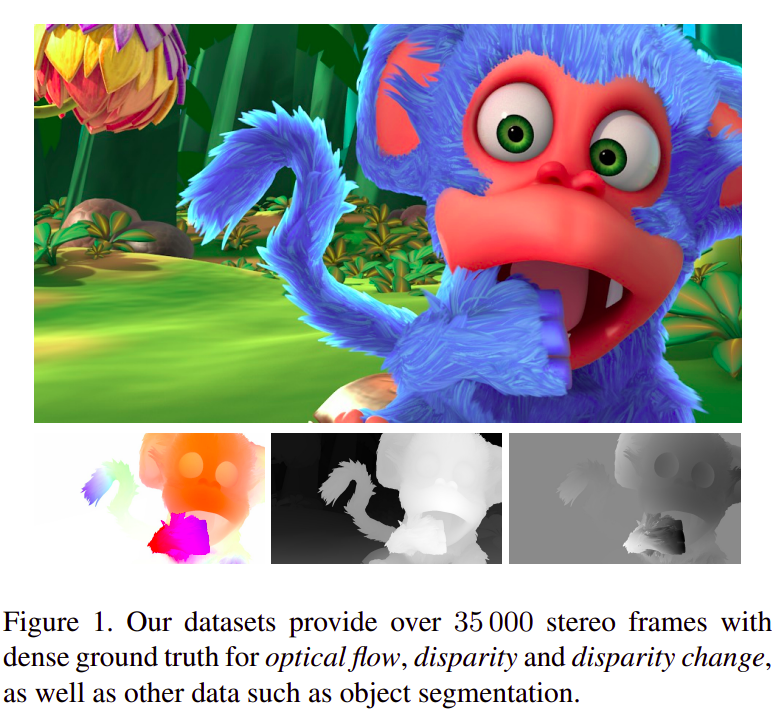 Figure 1. Our datasets provide over 35 000 stereo frames with
dense ground truth for optical flow, disparity and disparity change,
as well as other data such as object segmentation.